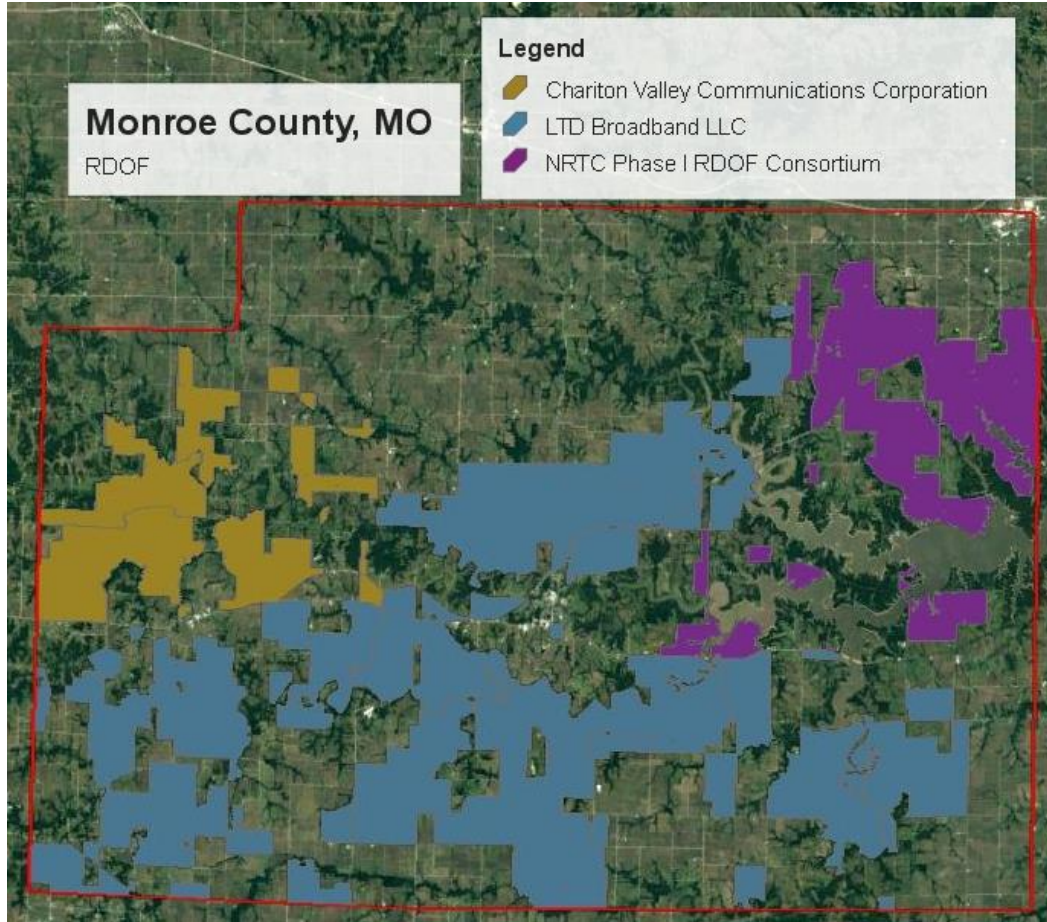 Monroe County, MO
RDOF
Legend
Chariton Valley Communications Corporation
LTD Broadband LLC
NRTC Phase I RDOF Consortium